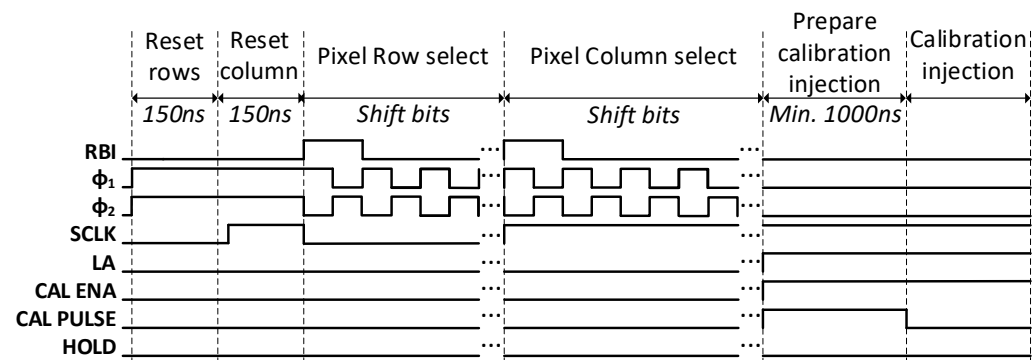 Reset rows
Reset column
Pixel Row select
Pixel Column select
Prepare calibration injection
Calibration injection
150ns
150ns
Shift bits
Shift bits
Min. 1000ns
RBI
ϕ₁
ϕ₂
SCLK
LA
CAL ENA
CAL PULSE
HOLD